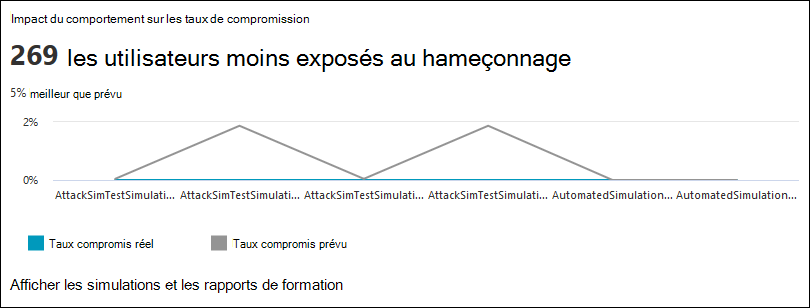 Impact du comportement sur les taux de compromission
269 les utilisateurs moins exposés au hameçonnage
5% meilleur que prévu
2%
0%
AttackSimTestSimulati... AttackSimTestSimulati... AttackSimTestSimulati... AttackSimTestSimulati... AutomatedSimulation... AutomatedSimulation...
Taux compromis réel Taux compromis prévu
Afficher les simulations et les rapports de formation